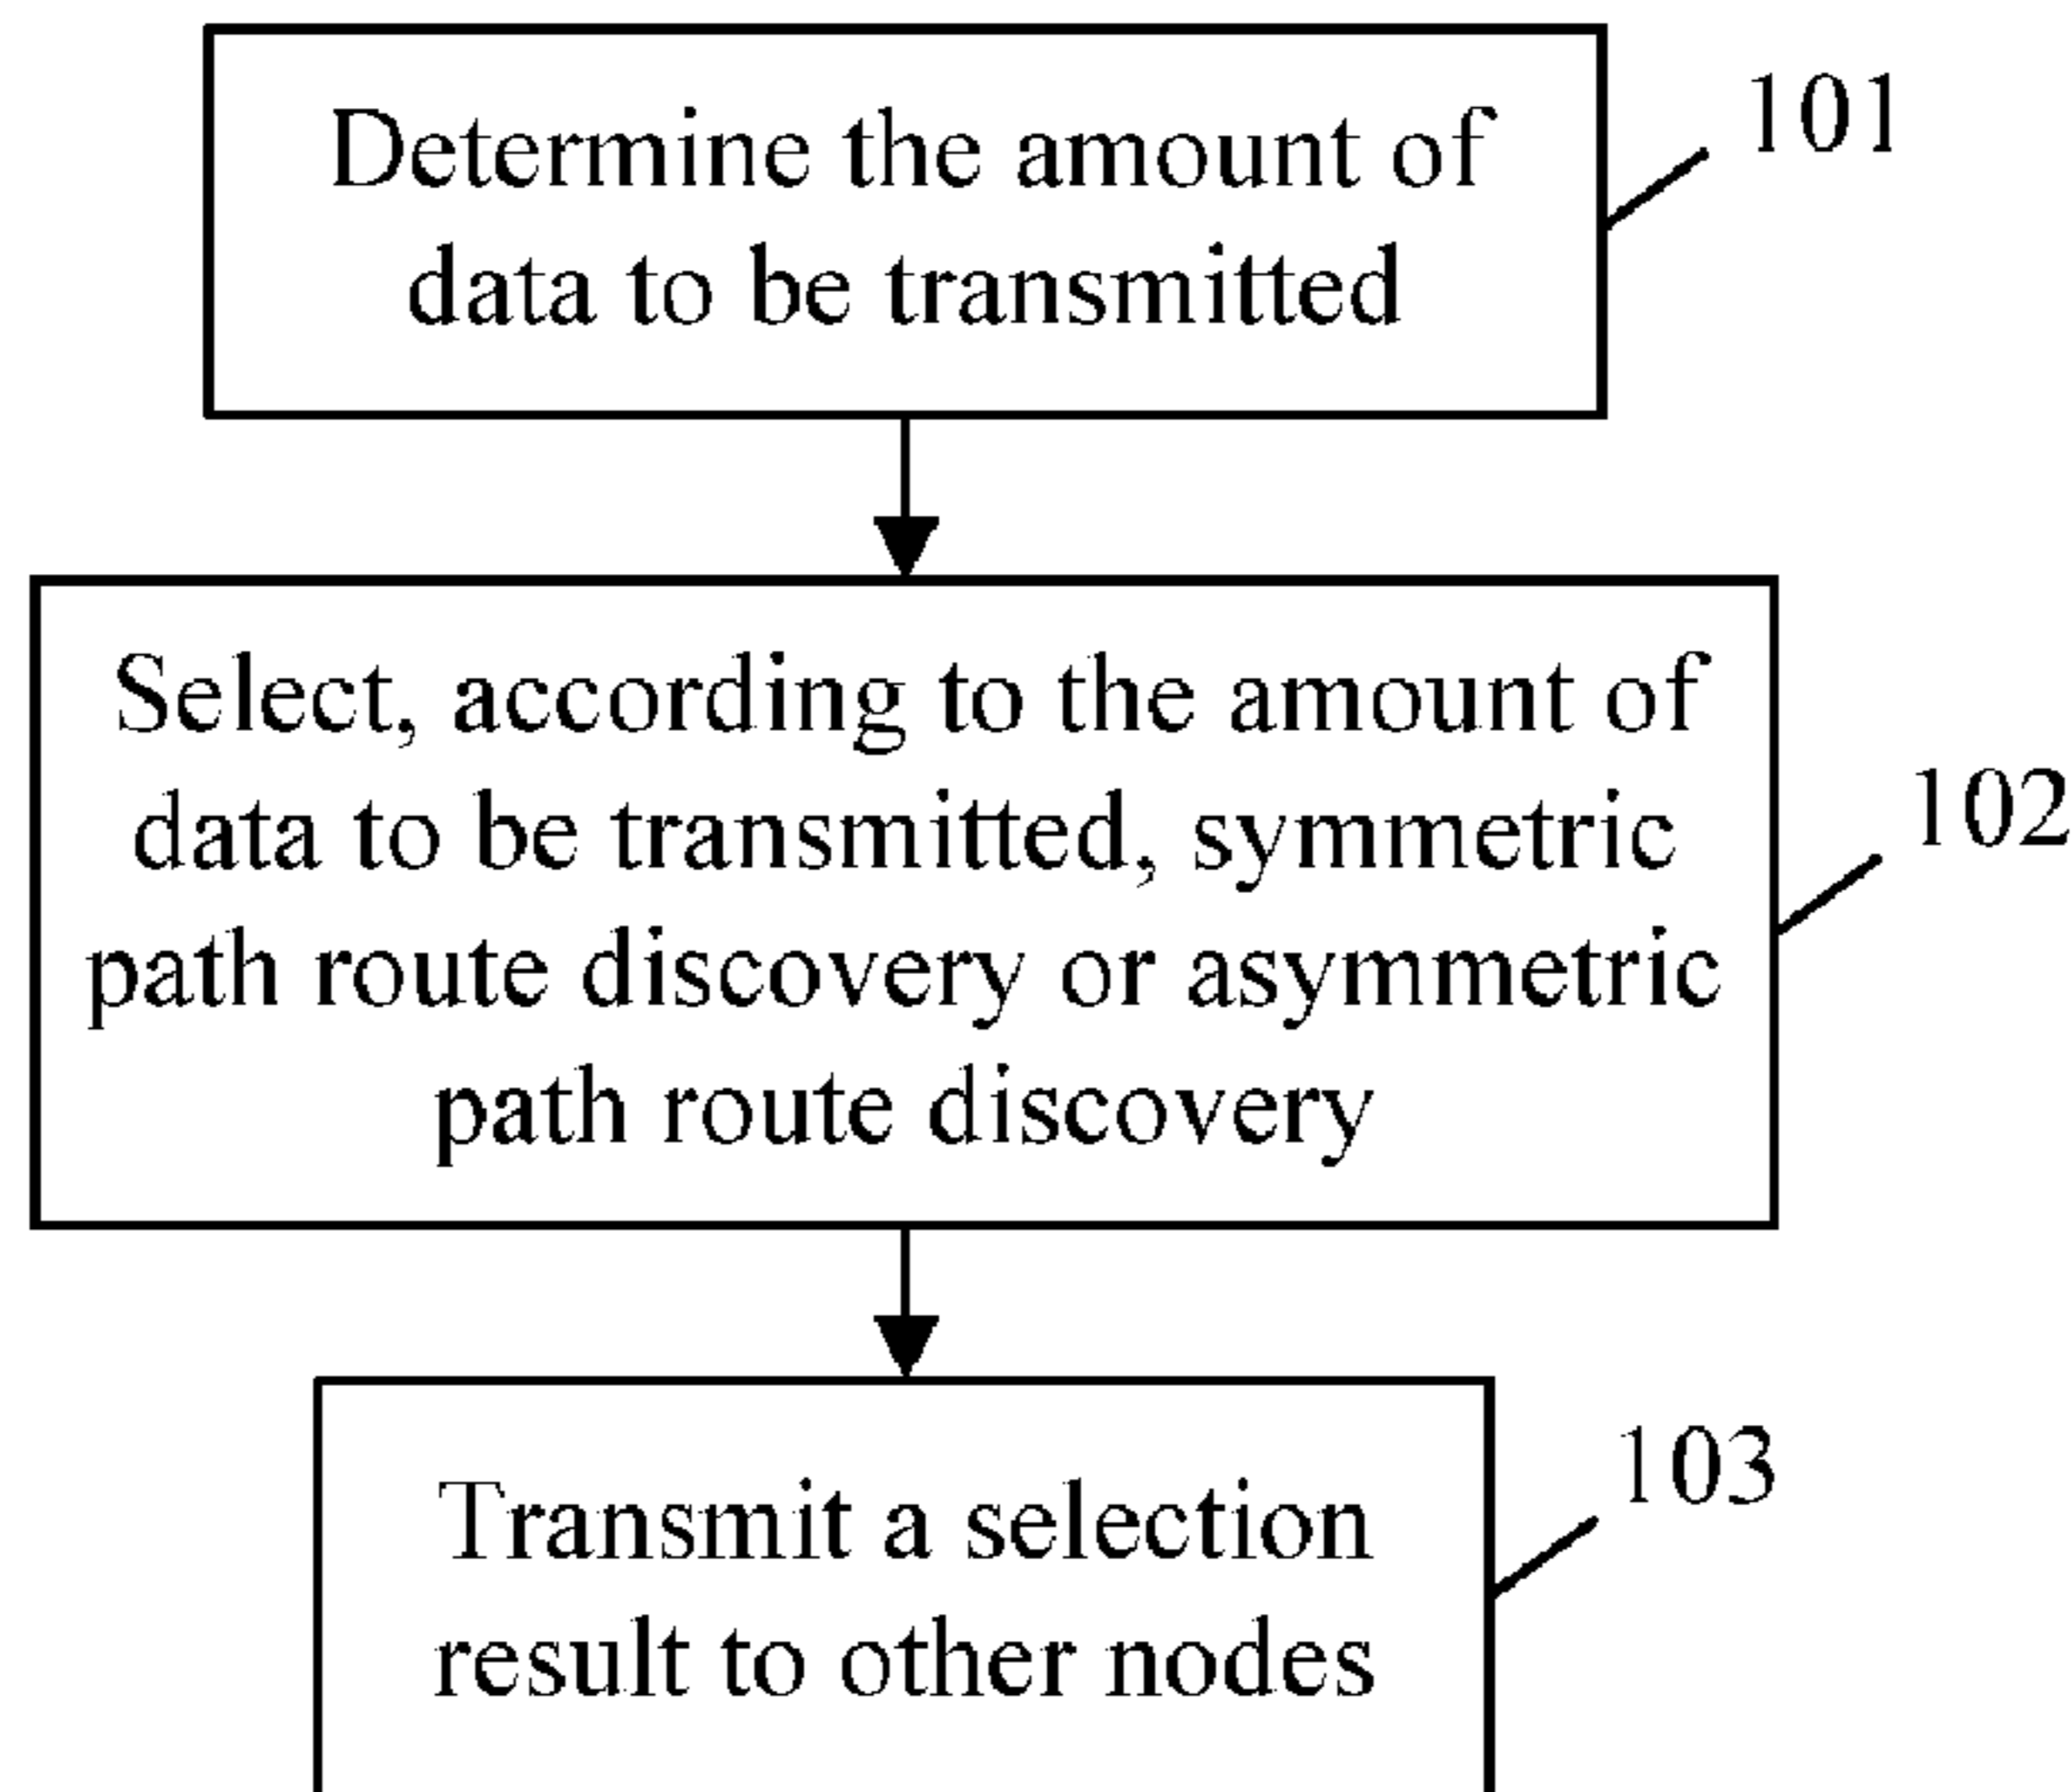 Determine the amount of
data to be transmitted
101
Select, according to the amount of
data to be transmitted, symmetric
path route discovery or asymmetric
path route discovery
102
Transmit a selection
result to other nodes
103